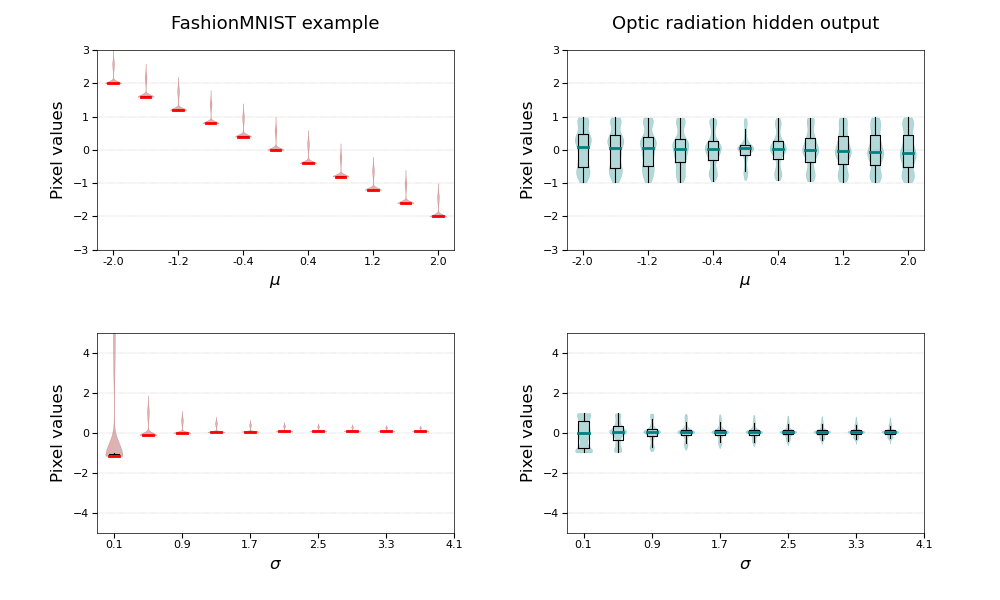 FashionMNIST example
Optic radiation hidden output
Pixel values
3
2
1
0
−1
−2
−3
-2.0 -1.2 -0.4 0.4 1.2 2.0
μ
Pixel values
3
2
1
0
−1
−2
−3
-2.0 -1.2 -0.4 0.4 1.2 2.0
μ
Pixel values
4
2
0
−2
−4
0.1 0.9 1.7 2.5 3.3 4.1
σ
Pixel values
4
2
0
−2
−4
0.1 0.9 1.7 2.5 3.3 4.1
σ